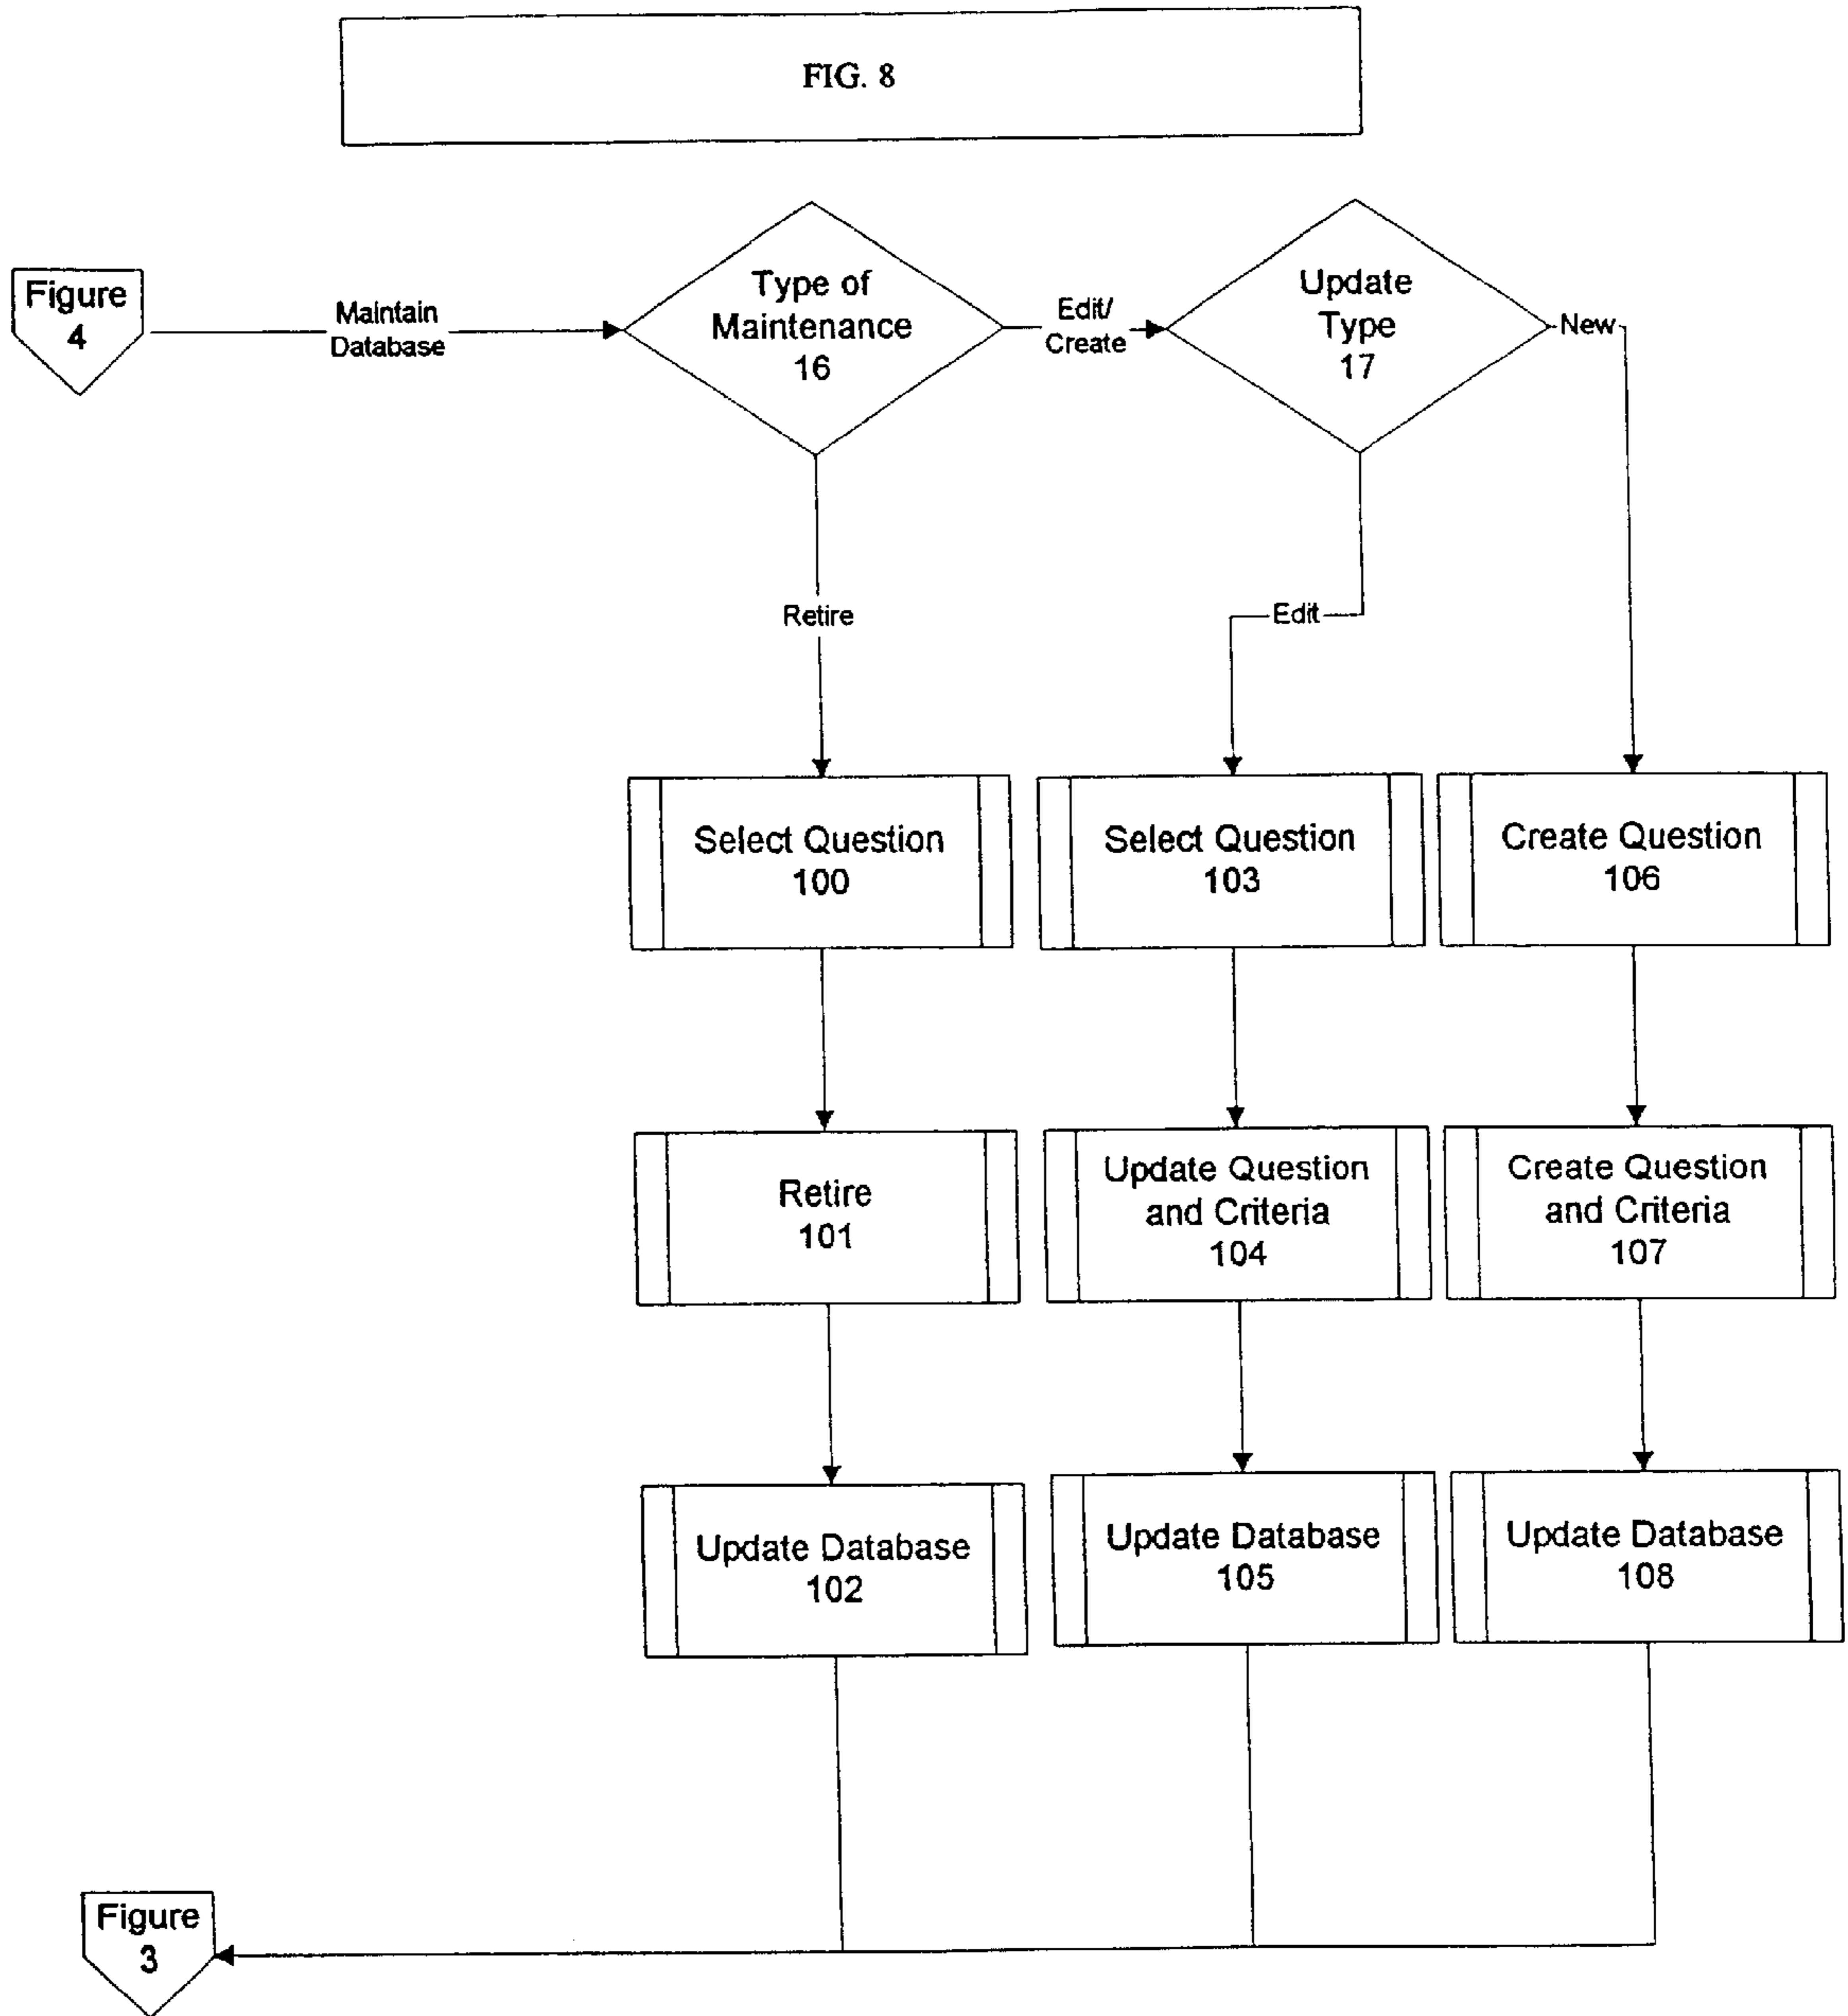 FIG. 8
Figure
4
Maintain
Database
Type of
Maintenance
16
Edit/
Create
Update
Type
17
New
Retire
Edit
Select Question
100
Select Question
103
Create Question
106
Retire
101
Update Question
and Criteria
104
Create Question
and Criteria
107
Update Database
102
Update Database
105
Update Database
108
Figure
3